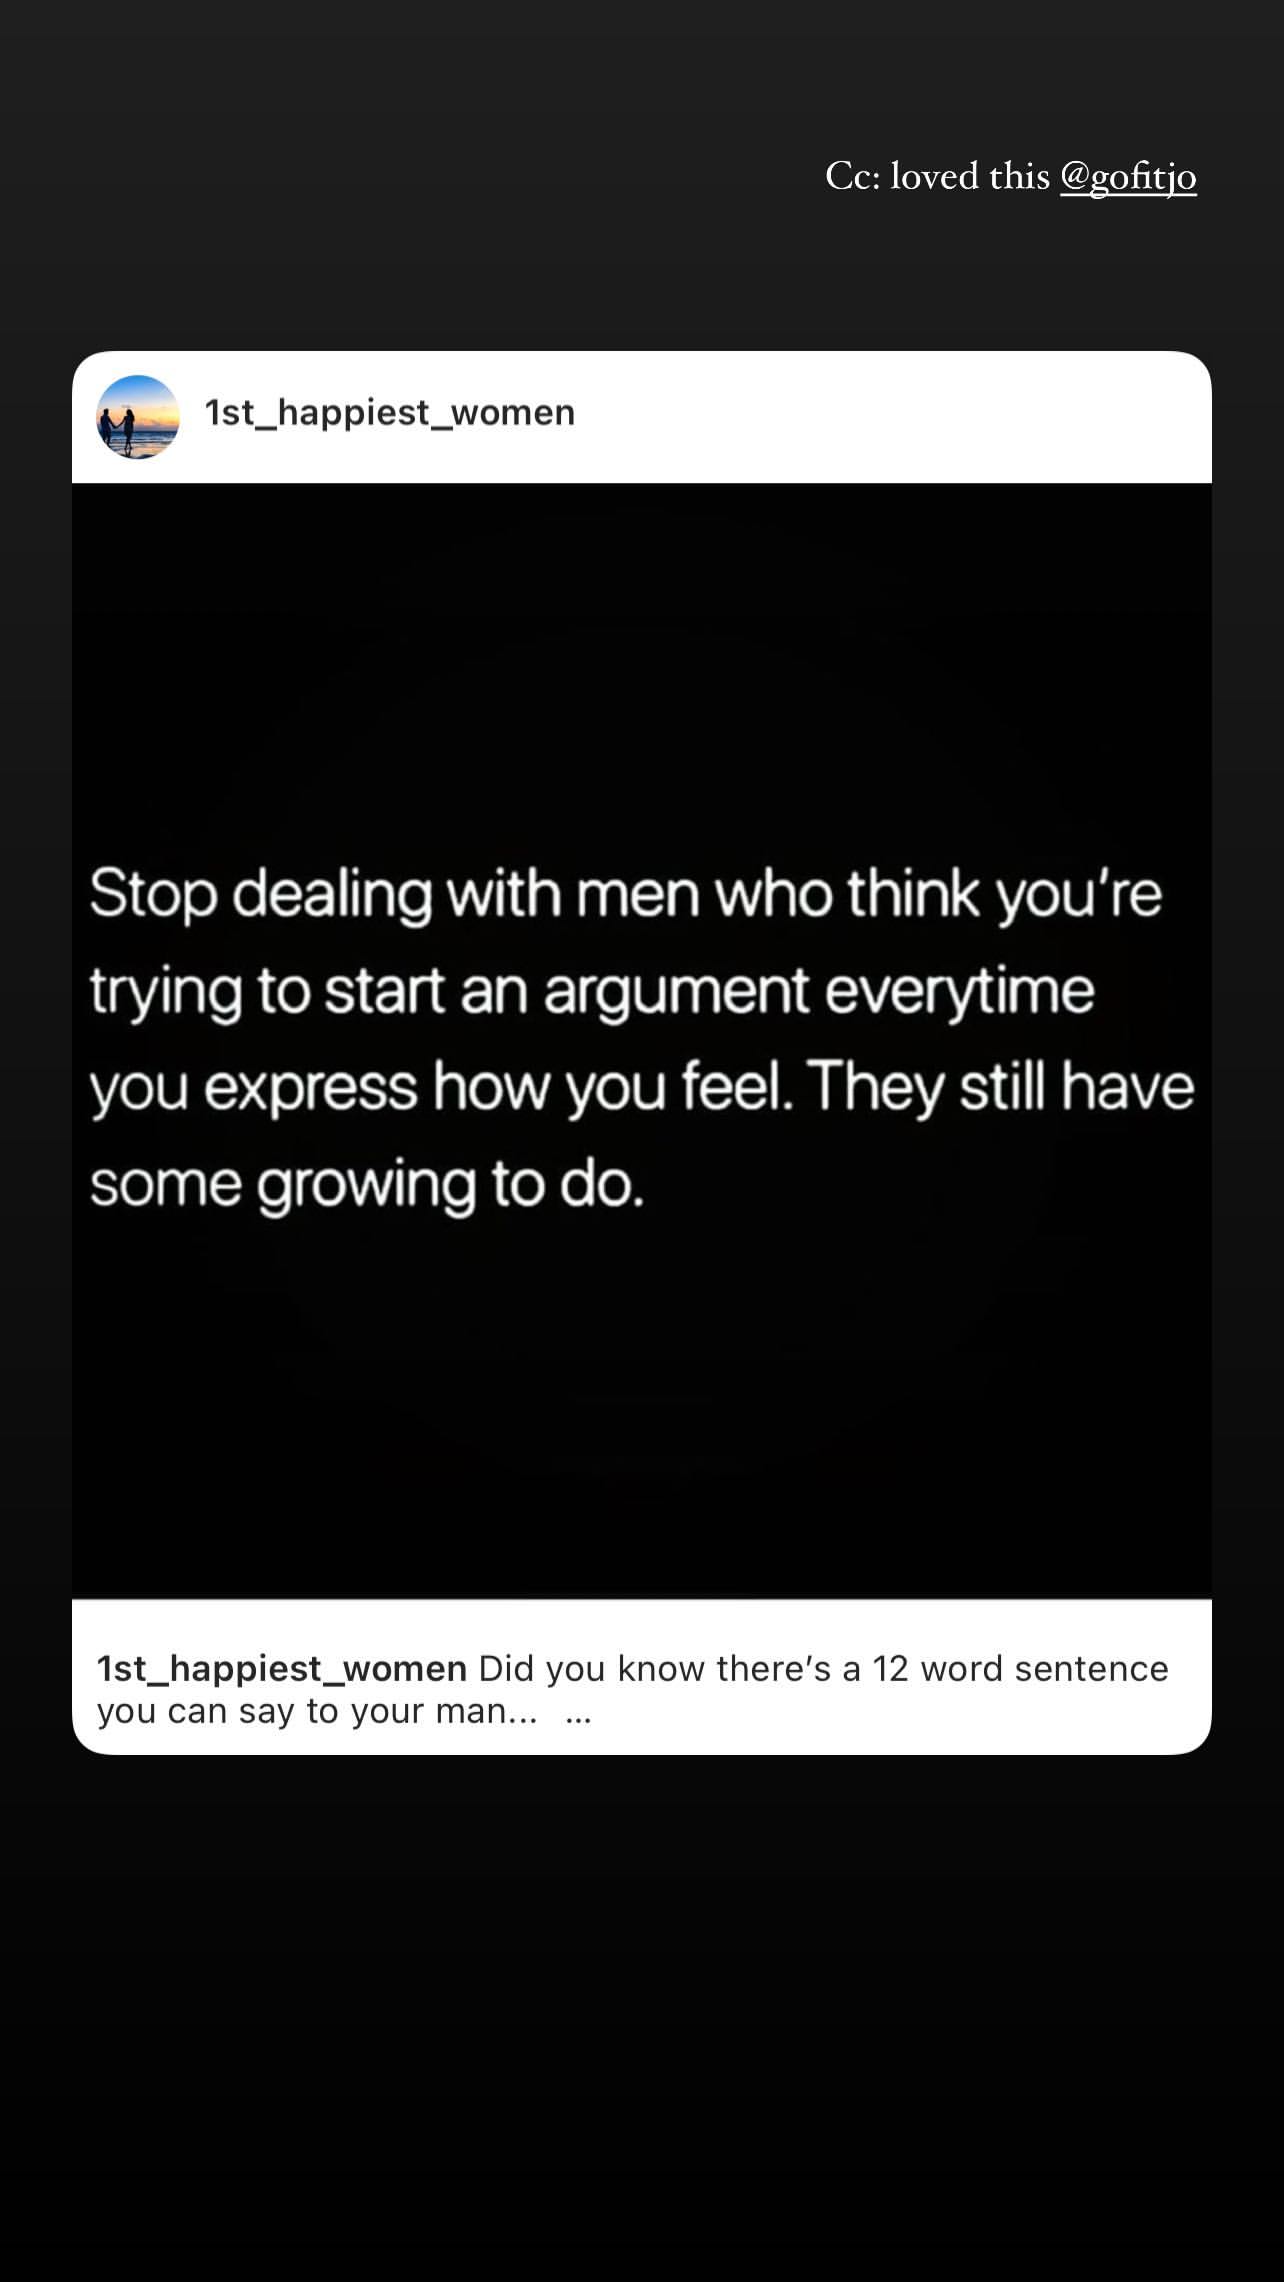 Cc: loved this @gofitjo
1st_happiest_women
Stop dealing with men who think you're
trying to start an argument everytime
you express how you feel. They still have
some growing to do.
1st_happiest_women Did you know there's a 12 word sentence
you can say to your man... ...